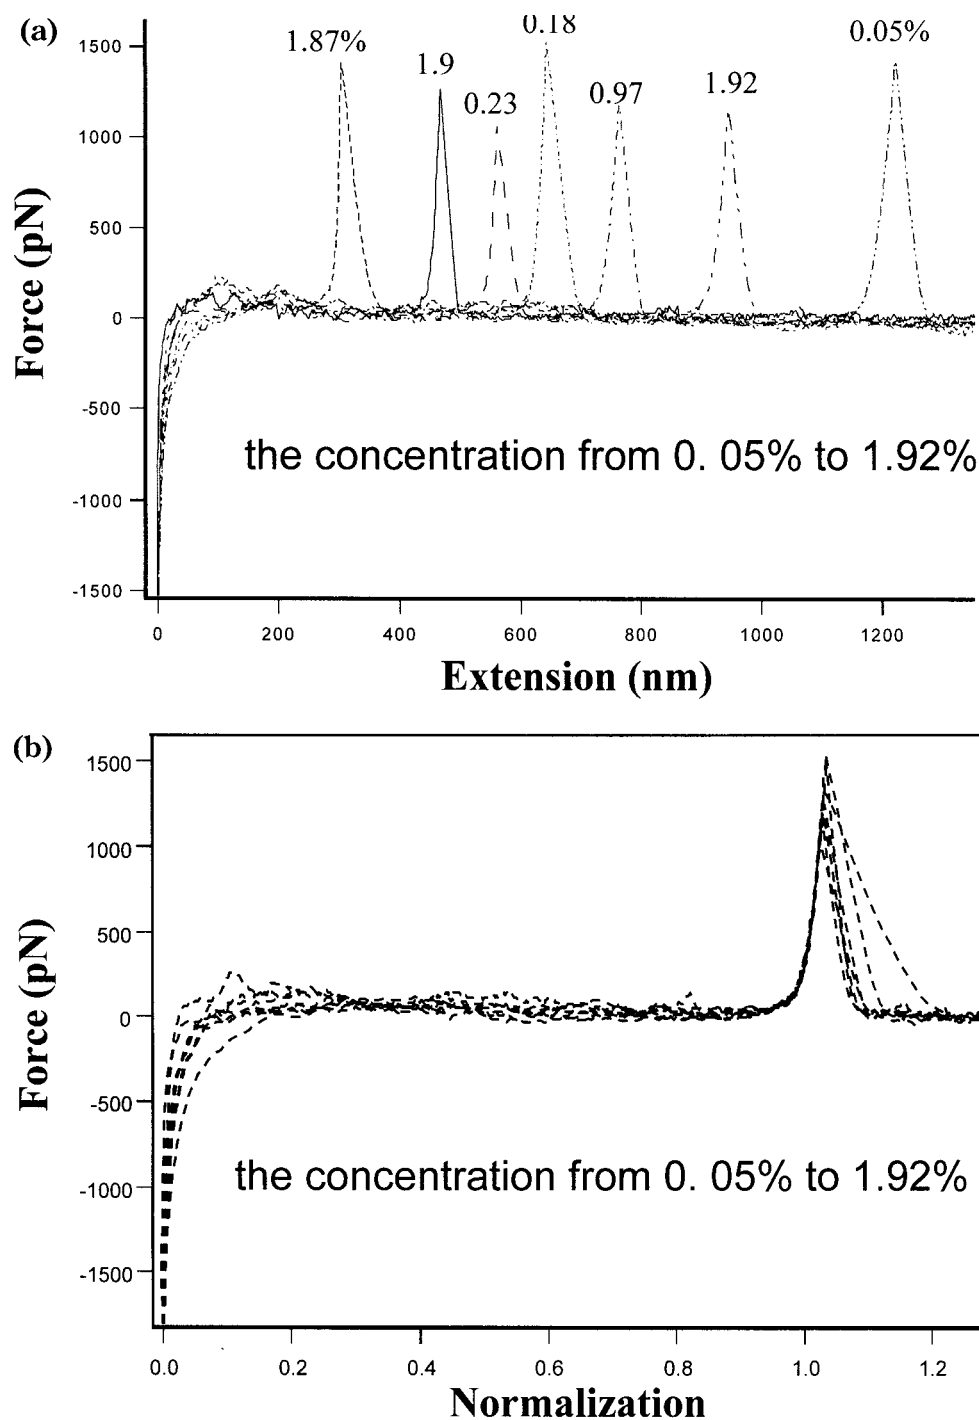 (a)
1.87%
1.9
0.23
0.18
0.97
1.92
0.05%
1500
1000
500
0
-500
-1000
-1500
Force (pN)
the concentration from 0. 05% to 1.92%
0 200 400 600 800 1000 1200
Extension (nm)
(b)
1500
1000
500
0
-500
-1000
-1500
Force (pN)
the concentration from 0. 05% to 1.92%
0.0 0.2 0.4 0.6 0.8 1.0 1.2
Normalization